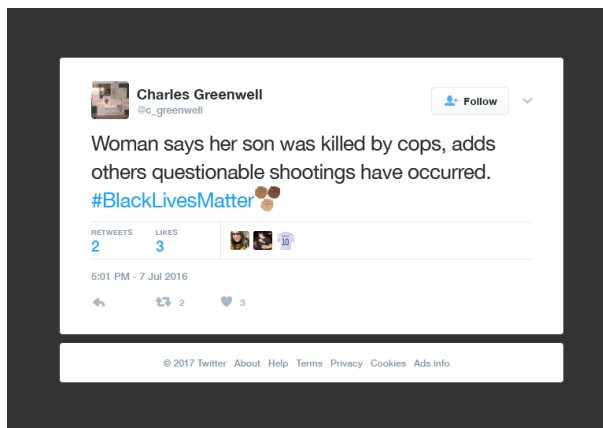 Charles Greenwell
@c_greenwell
Follow
Woman says her son was killed by cops, adds
others questionable shootings have occurred.
#BlackLivesMatter
RETWEETS LIKES
2 3
5:01 PM - 7 Jul 2016
2 3
© 2017 Twitter About Help Terms Privacy Cookies Ads info